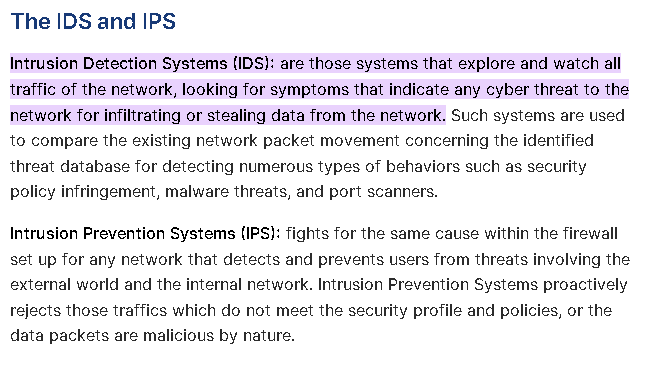 The IDS and IPS
Intrusion Detection Systems (IDS): are those systems that explore and watch all
traffic of the network, looking for symptoms that indicate any cyber threat to the
network for infiltrating or stealing data from the network. Such systems are used
to compare the existing network packet movement concerning the identified
threat database for detecting numerous types of behaviors such as security
policy infringement, malware threats, and port scanners.
Intrusion Prevention Systems (IPS): fights for the same cause within the firewall
set up for any network that detects and prevents users from threats involving the
external world and the internal network. Intrusion Prevention Systems proactively
rejects those traffics which do not meet the security profile and policies, or the
data packets are malicious by nature.